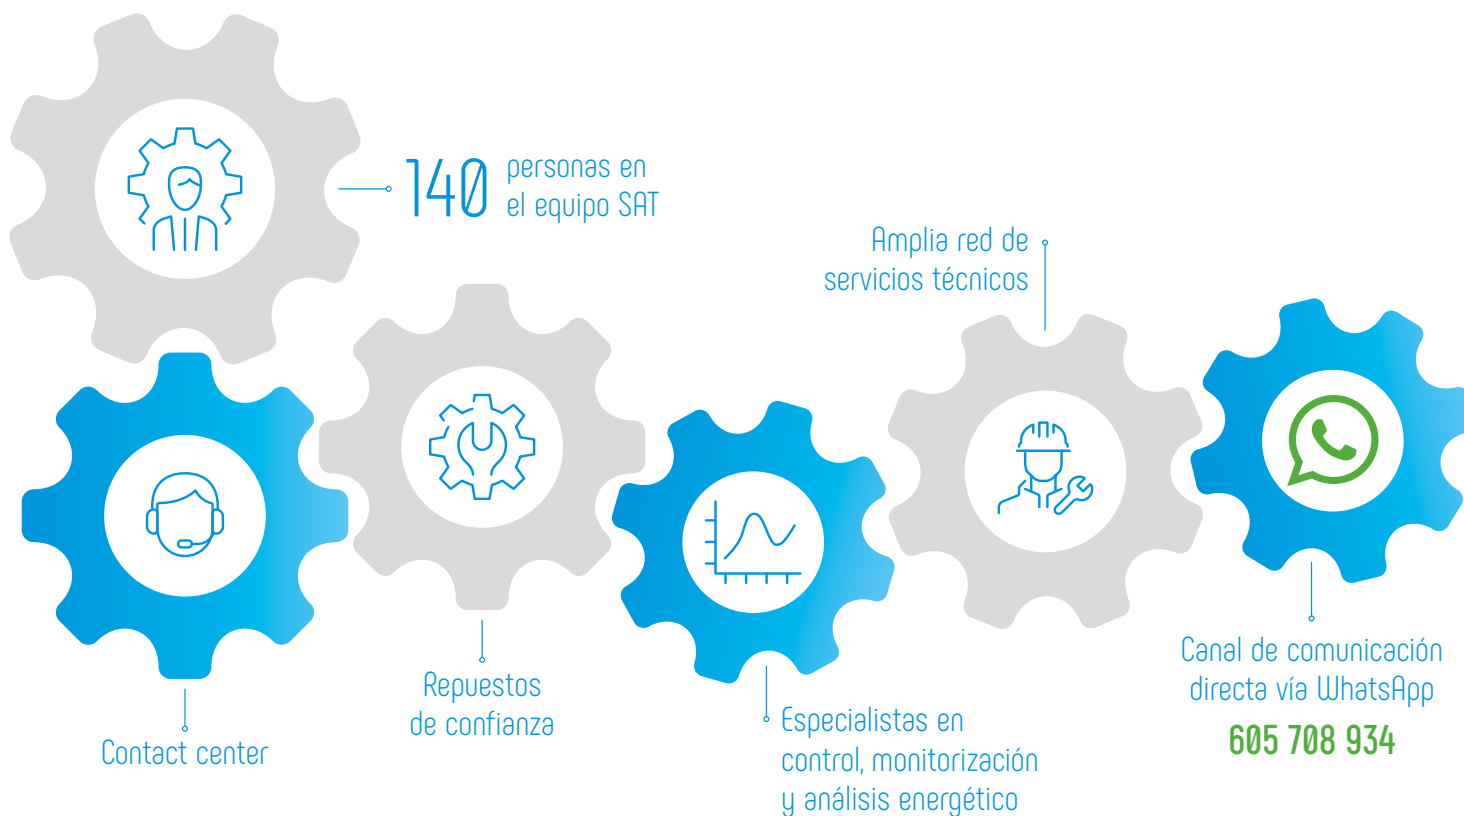 140
personas en
el equipo SAT
Amplia red de
servicios técnicos
Contact center
Repuestos
de confianza
Especialistas en
control, monitorización
y análisis energético
Canal de comunicación
directa vía WhatsApp
605 708 934